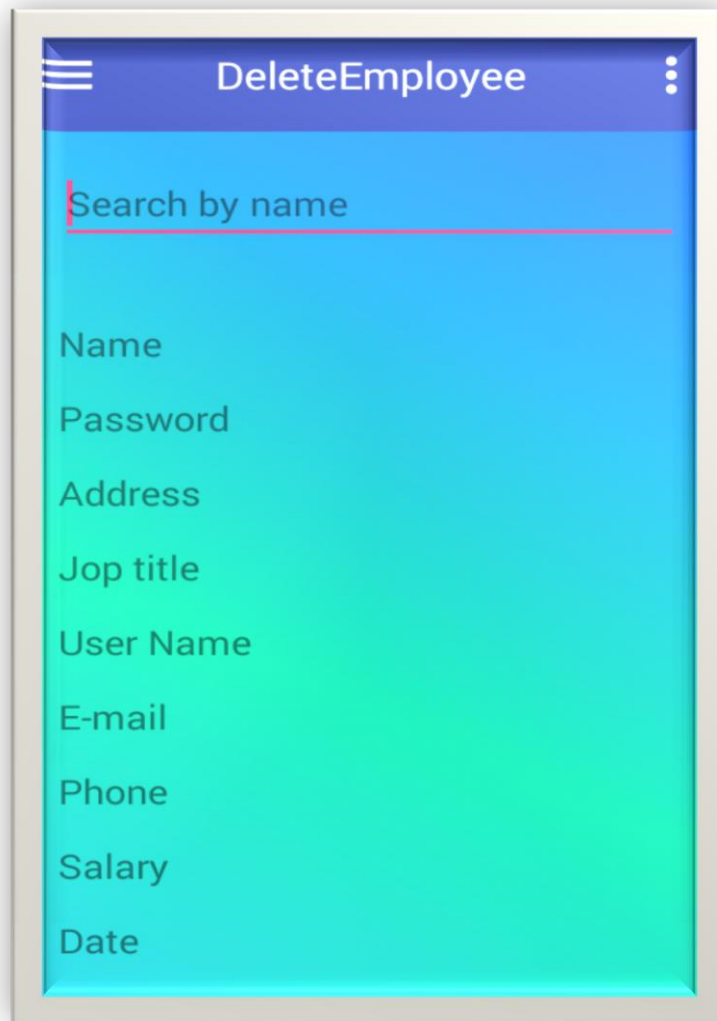 DeleteEmployee
Search by name
Name
Password
Address
Jop title
User Name
E-mail
Phone
Salary
Date